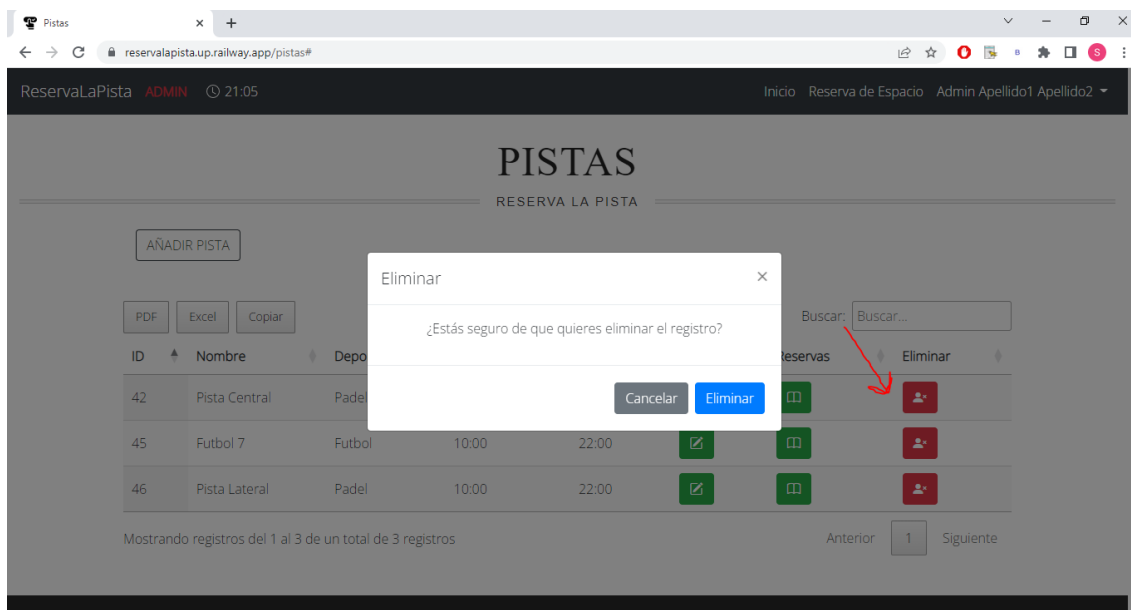 Pistas
reservalapista.up.railway.app/pistas#
S
ReservaLaPista ADMIN 21:05 Inicio Reserva de Espacio Admin Apellido1 Apellido2
PISTAS
RESERVA LA PISTA
AÑADIR PISTA
Eliminar ×
¿Estás seguro de que quieres eliminar el registro?
Cancelar Eliminar
PDF Excel Copiar Buscar: Buscar...
ID Nombre Depo Reservas Eliminar
42 Pista Central Padel
45 Futbol 7 Futbol 10:00 22:00
46 Pista Lateral Padel 10:00 22:00
Mostrando registros del 1 al 3 de un total de 3 registros Anterior 1 Siguiente